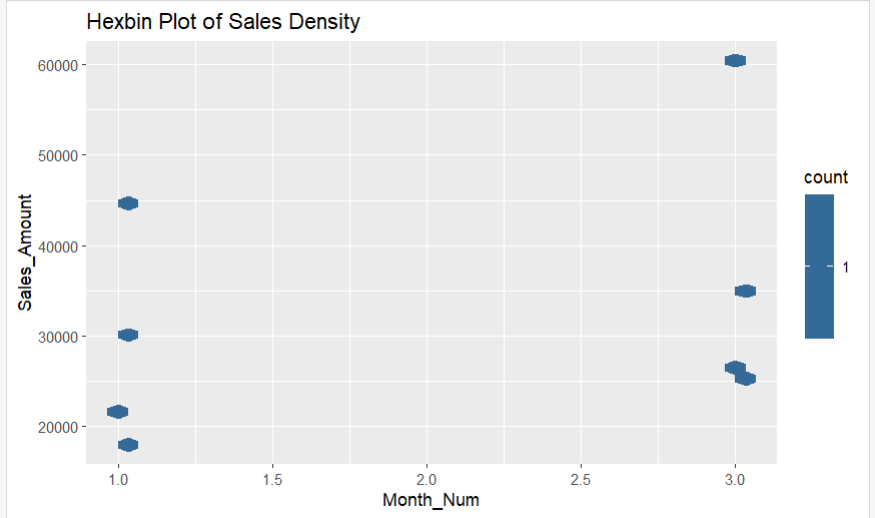 Hexbin Plot of Sales Density
60000
50000
40000
30000
20000
Sales_Amount
1.0 1.5 2.0 2.5 3.0
Month_Num
count
1